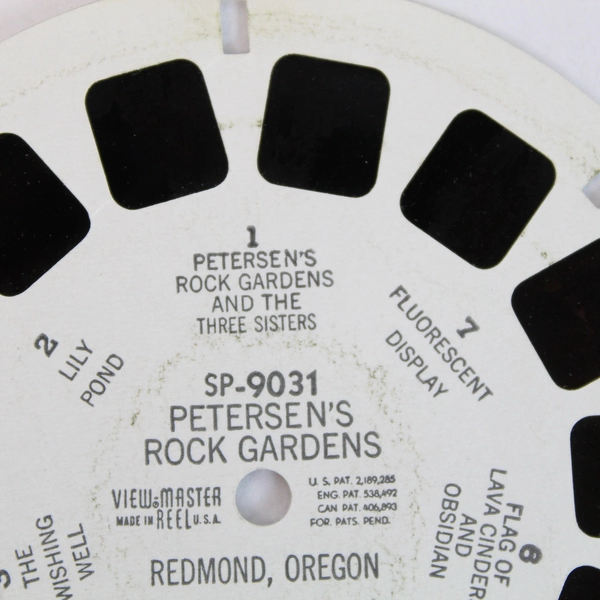 1
PETERSEN'S
ROCK GARDENS
AND THE
THREE SISTERS
2
LILY
POND
7
FLUORESCENT
DISPLAY
SP-9031
PETERSEN'S
ROCK GARDENS
VIEW-MASTER
MADE IN REEL U.S.A.
U. S. PAT. 2,189,285
ENG. PAT. 538,492
CAN. PAT. 406,893
FOR. PATS. PEND.
REDMOND, OREGON
THE
WISHING
WELL
6
FLAG OF
LAVA CINDER
AND
OBSIDIAN